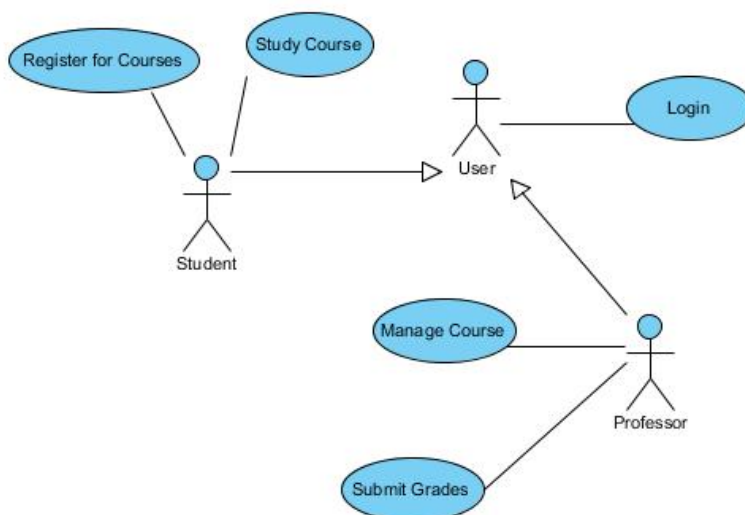 Study Course
Register for Courses
Login
User
Student
Manage Course
Professor
Submit Grades